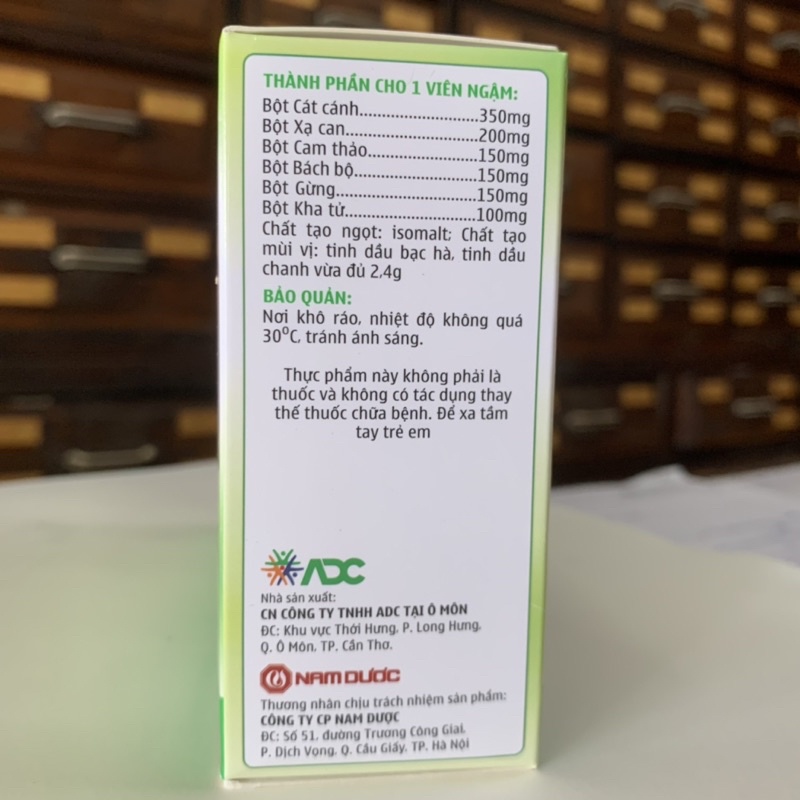 THÀNH PHẦN CHO 1 VIÊN NGẬM:
Bột Cát cánh............................350mg
Bột Xạ can...............................200mg
Bột Cam thảo..........................150mg
Bột Bách bộ............................150mg
Bột Gừng................................150mg
Bột Kha tử..............................100mg
Chất tạo ngọt: isomalt; Chất tạo
mùi vị: tinh dầu bạc hà, tinh dầu
chanh vừa đủ 2,4g
BẢO QUẢN:
Nơi khô ráo, nhiệt độ không quá
30⁰C, tránh ánh sáng.
Thực phẩm này không phải là
thuốc và không có tác dụng thay
thế thuốc chữa bệnh. Để xa tầm
tay trẻ em
ADC
Nhà sản xuất:
CN CÔNG TY TNHH ADC TẠI Ô MÔN
ĐC: Khu vực Thới Hưng, P. Long Hưng,
Q. Ô Môn, TP. Cần Thơ.
NAM DƯỢC
Thương nhân chịu trách nhiệm sản phẩm:
CÔNG TY CP NAM DƯỢC
ĐC: Số 51, đường Trương Công Giai,
P. Dịch Vọng, Q. Cầu Giấy, TP. Hà Nội